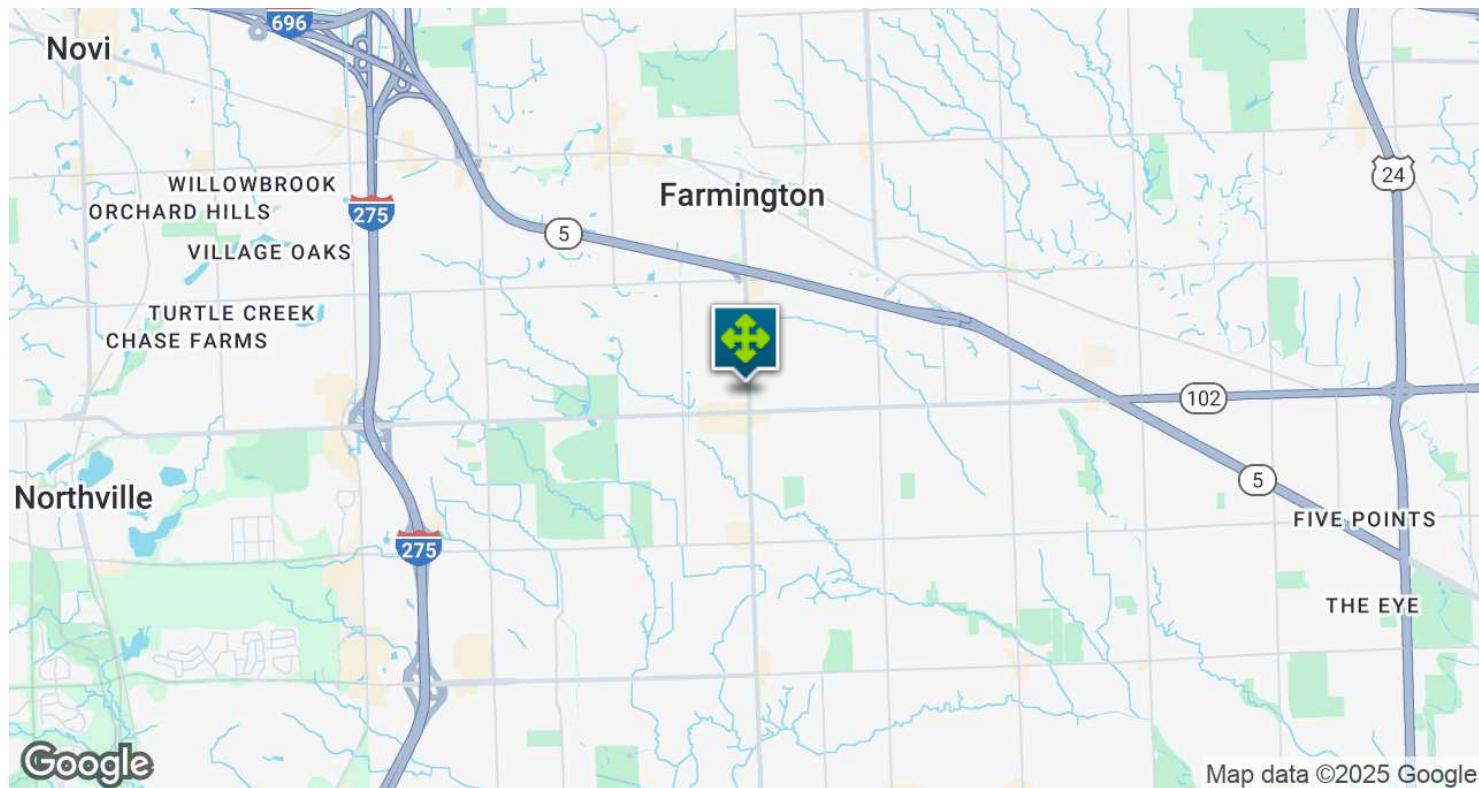 696
Novi
24
WILLOWBROOK
Farmington
ORCHARD HILLS
275
5
VILLAGE OAKS
TURTLE CREEK
CHASE FARMS
102
5
Northville
FIVE POINTS
275
THE EYE
Google
Map data ©2025 Google